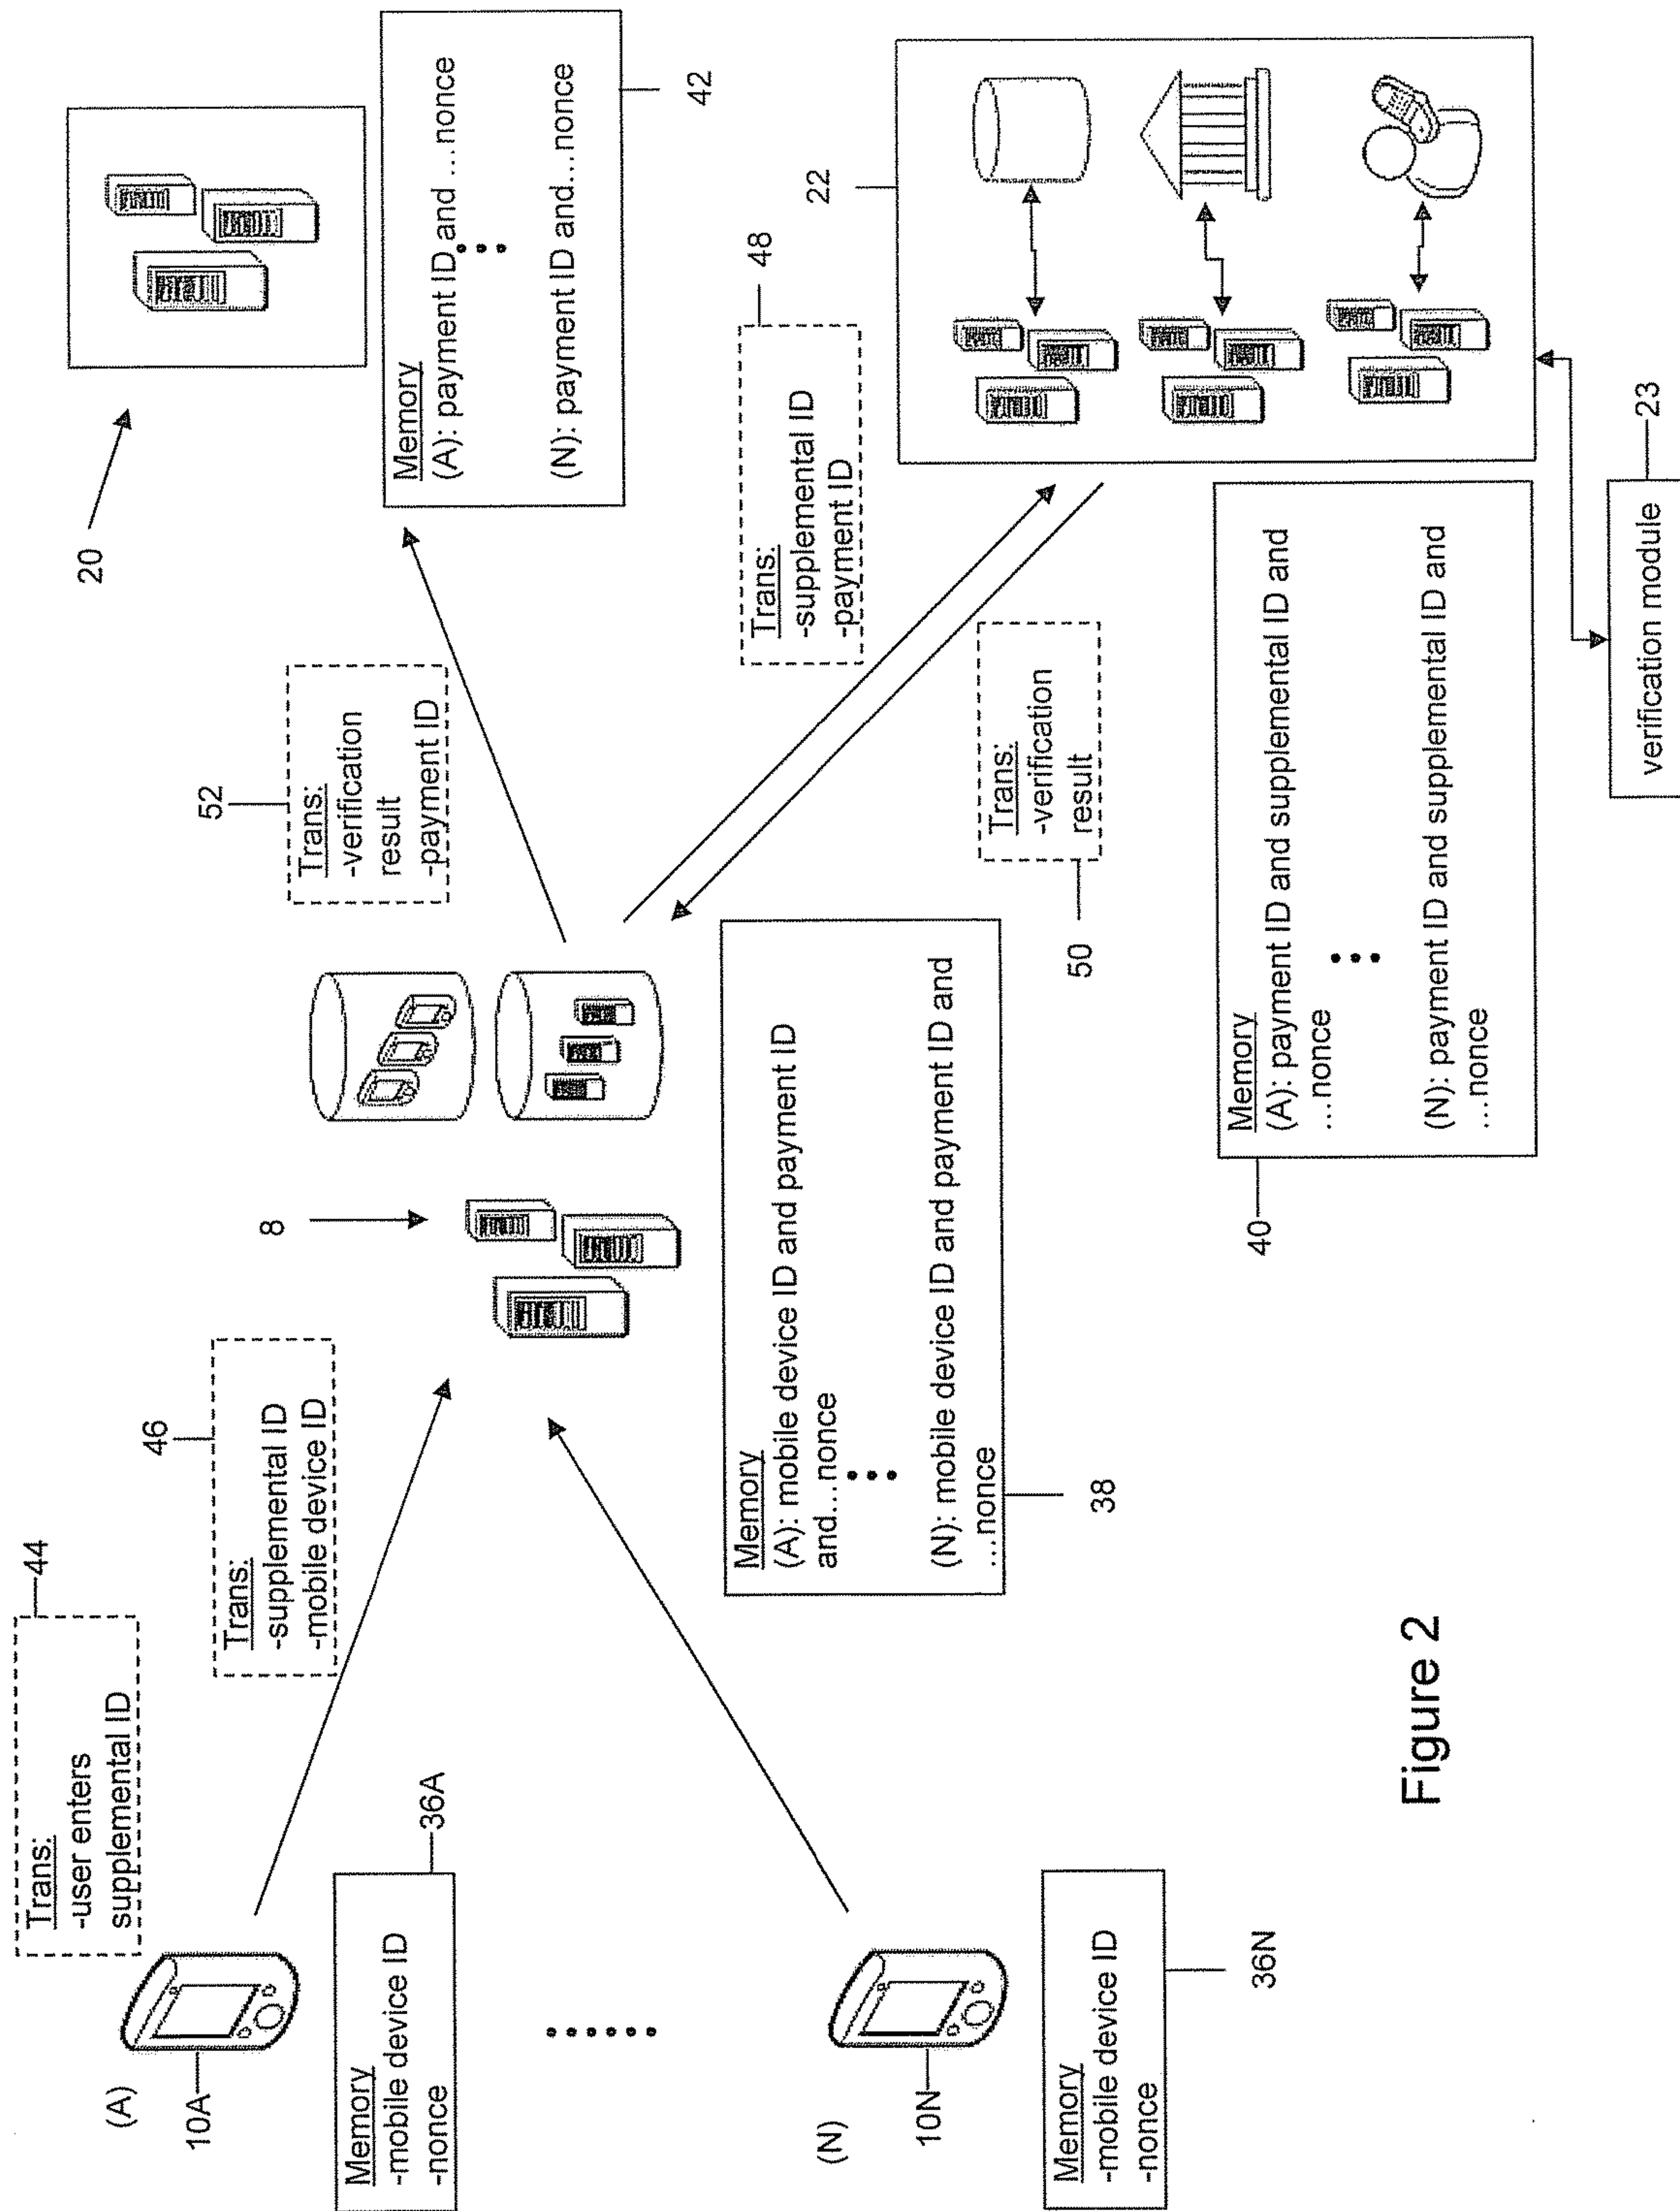 (A)
10A
Trans:
-user enters
supplemental ID
44
Memory
-mobile device ID
-nonce
36A
(N)
10N
Memory
-mobile device ID
-nonce
36N
46
Trans:
-supplemental ID
-mobile device ID
8
Memory
(A): mobile device ID and payment ID
and...nonce
(N): mobile device ID and payment ID and
...nonce
38
52
Trans:
-verification
result
-payment ID
20
Memory
(A): payment ID and ...nonce
(N): payment ID and...nonce
42
Trans:
-supplemental ID
-payment ID
48
Trans:
-verification
result
50
22
Memory
(A): payment ID and supplemental ID and
...nonce
(N): payment ID and supplemental ID and
...nonce
40
verification module
23
Figure 2